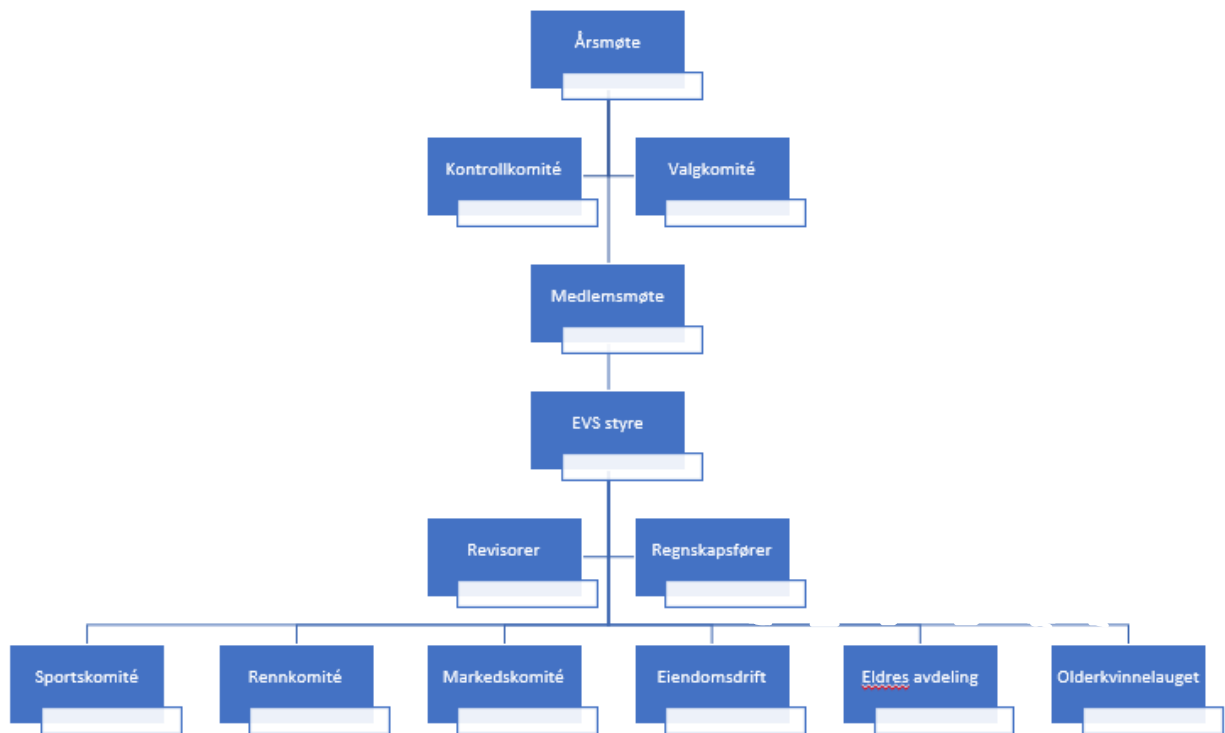 Årsmøte
Kontrollkomité
Valgkomité
Medlemsmøte
EVS styre
Revisorer
Regnskapsfører
Sportskomité
Rennkomité
Markedskomité
Eiendomsdrift
Eldres avdeling
Olderkvinnelauget